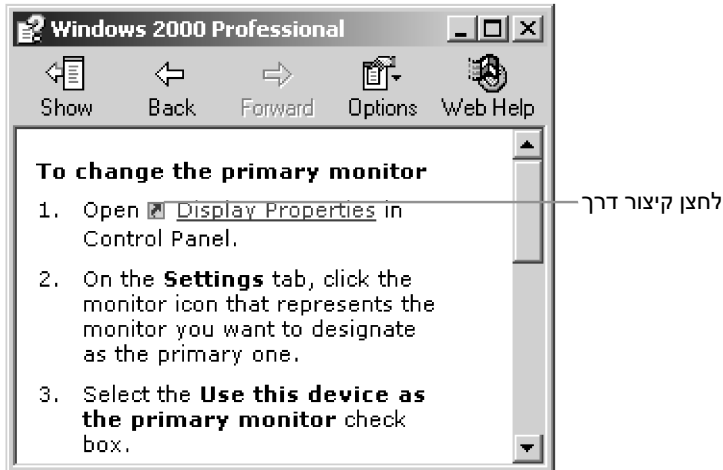 Windows 2000 Professional
Show Back Forward Options Web Help
To change the primary monitor
1. Open Display Properties in
Control Panel.
לחצן קיצור דרך
2. On the Settings tab, click the
monitor icon that represents the
monitor you want to designate
as the primary one.
3. Select the Use this device as
the primary monitor check
box.